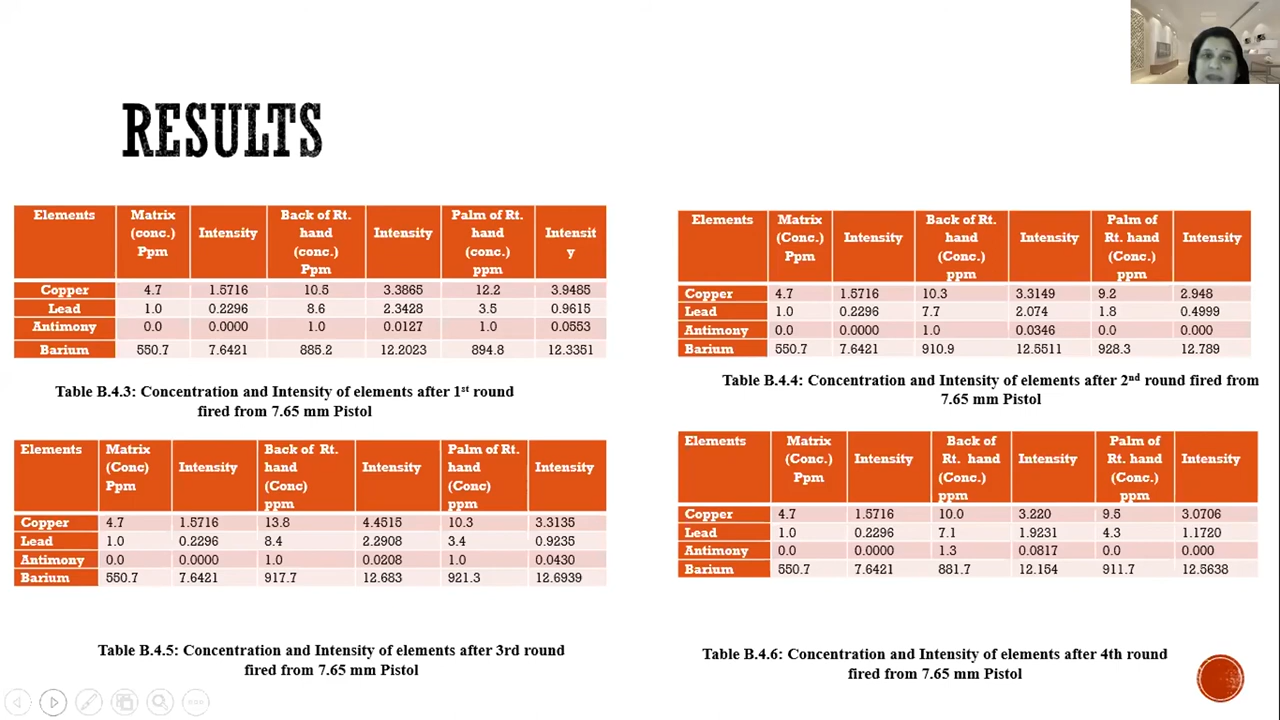 RESULTS
Elements Matrix (conc.) Ppm Intensity Back of Rt. hand (conc.) Ppm Intensity Palm of Rt. hand (conc.) ppm Intensit y
Copper 4.7 1.5716 10.5 3.3865 12.2 3.9485
Lead 1.0 0.2296 8.6 2.3428 3.5 0.9615
Antimony 0.0 0.0000 1.0 0.0127 1.0 0.0553
Barium 550.7 7.6421 885.2 12.2023 894.8 12.3351
Table B.4.3: Concentration and Intensity of elements after 1st round
fired from 7.65 mm Pistol
Elements Matrix (Conc.) Ppm Intensity Back of Rt. hand (Conc.) ppm Intensity Palm of Rt. hand (Conc.) ppm Intensity
Copper 4.7 1.5716 10.3 3.3149 9.2 2.948
Lead 1.0 0.2296 7.7 2.074 1.8 0.4999
Antimony 0.0 0.0000 1.0 0.0346 0.0 0.000
Barium 550.7 7.6421 910.9 12.5511 928.3 12.789
Table B.4.4: Concentration and Intensity of elements after 2nd round fired from
7.65 mm Pistol
Elements Matrix (Conc) Ppm Intensity Back of Rt. hand (Conc) ppm Intensity Palm of Rt. hand (Conc) ppm Intensity
Copper 4.7 1.5716 13.8 4.4515 10.3 3.3135
Lead 1.0 0.2296 8.4 2.2908 3.4 0.9235
Antimony 0.0 0.0000 1.0 0.0208 1.0 0.0430
Barium 550.7 7.6421 917.7 12.683 921.3 12.6939
Table B.4.5: Concentration and Intensity of elements after 3rd round
fired from 7.65 mm Pistol
Elements Matrix (Conc.) Ppm Intensity Back of Rt. hand (Conc.) ppm Intensity Palm of Rt. hand (Conc.) ppm Intensity
Copper 4.7 1.5716 10.0 3.220 9.5 3.0706
Lead 1.0 0.2296 7.1 1.9231 4.3 1.1720
Antimony 0.0 0.0000 1.3 0.0817 0.0 0.000
Barium 550.7 7.6421 881.7 12.154 911.7 12.5638
Table B.4.6: Concentration and Intensity of elements after 4th round
fired from 7.65 mm Pistol